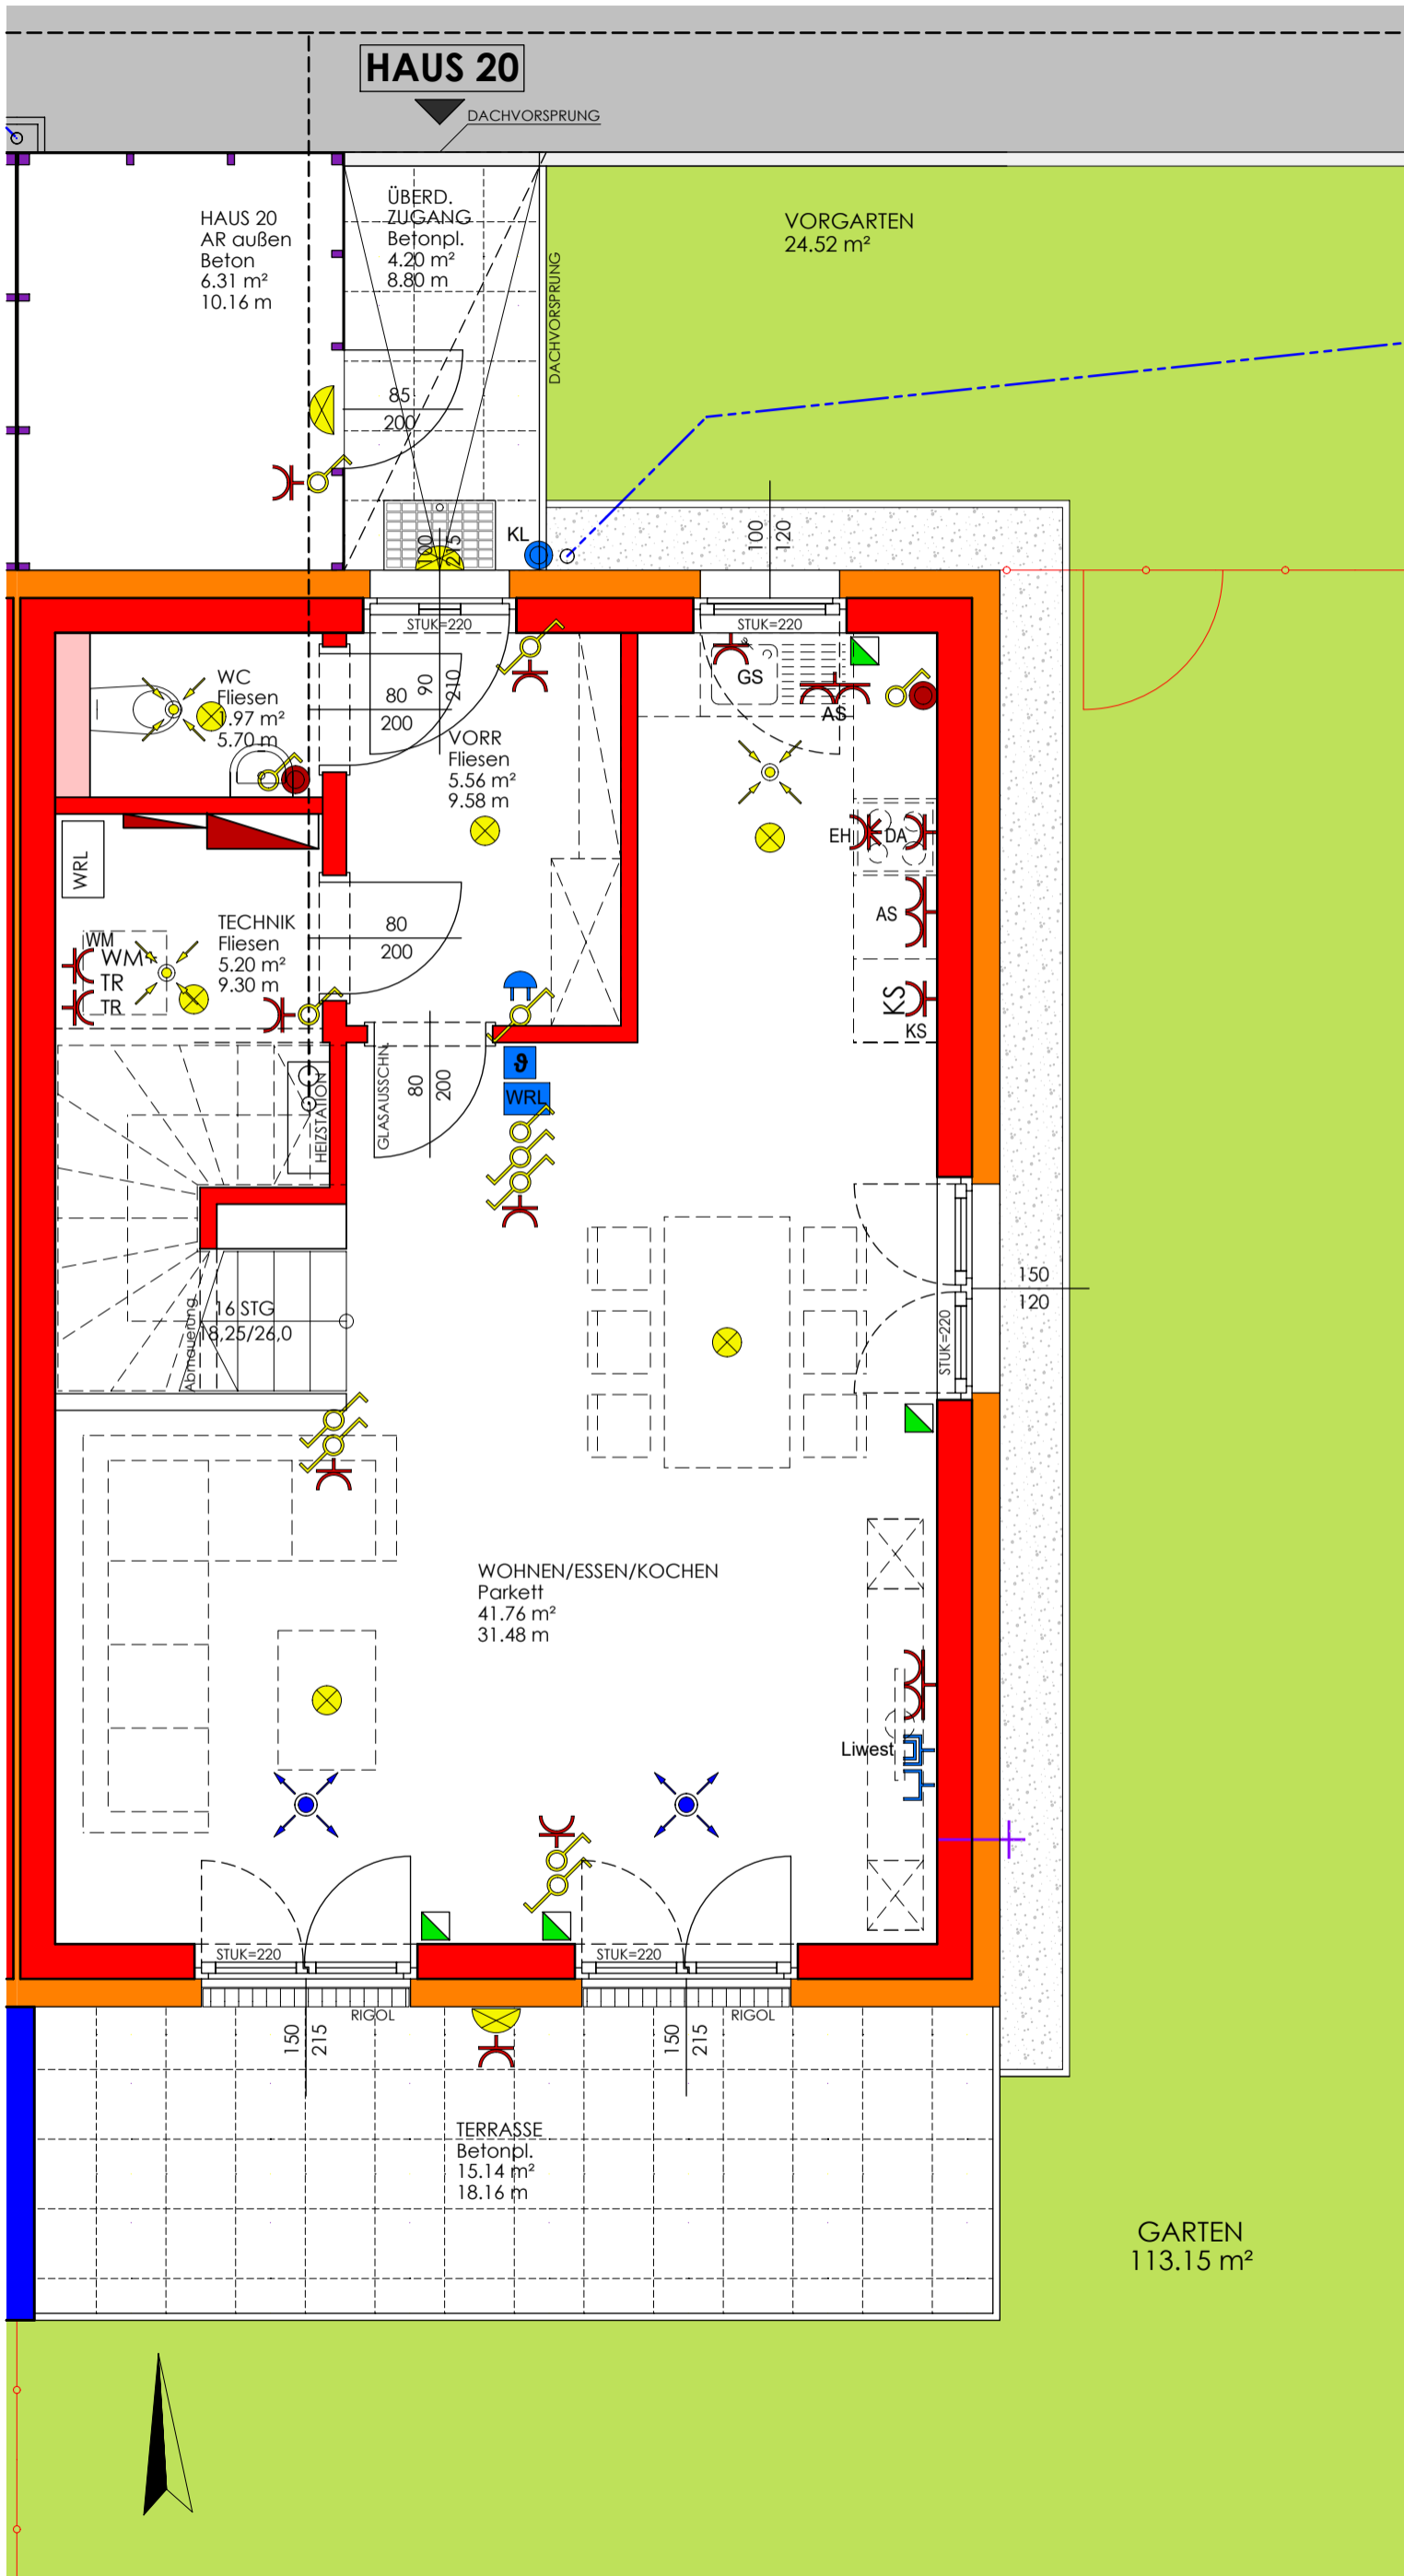 HAUS 20
DACHVORSPRUNG
HAUS 20
AR außen
Beton
6.31 m²
10.16 m
ÜBERD.
ZUGANG
Betonpl.
4.20 m²
8.80 m
DACHVORSPRUNG
VORGARTEN
24.52 m²
85
200
KL
100
215
100
120
STUK=220
STUK=220
WC
Fliesen
1.97 m²
5.70 m
80
200
90
210
VORR
Fliesen
5.56 m²
9.58 m
GS
AS
EH
DA
AS
KS
KS
WRL
WM
WM
TR
TR
TECHNIK
Fliesen
5.20 m²
9.30 m
80
200
HEIZSTATION
GLASAUSSCHN.
80
200
ϑ
WRL
Abmauerung
16 STG
18,25/26,0
150
120
STUK=220
WOHNEN/ESSEN/KOCHEN
Parkett
41.76 m²
31.48 m
Liwest
STUK=220
STUK=220
RIGOL
RIGOL
150
215
150
215
TERRASSE
Betonpl.
15.14 m²
18.16 m
GARTEN
113.15 m²